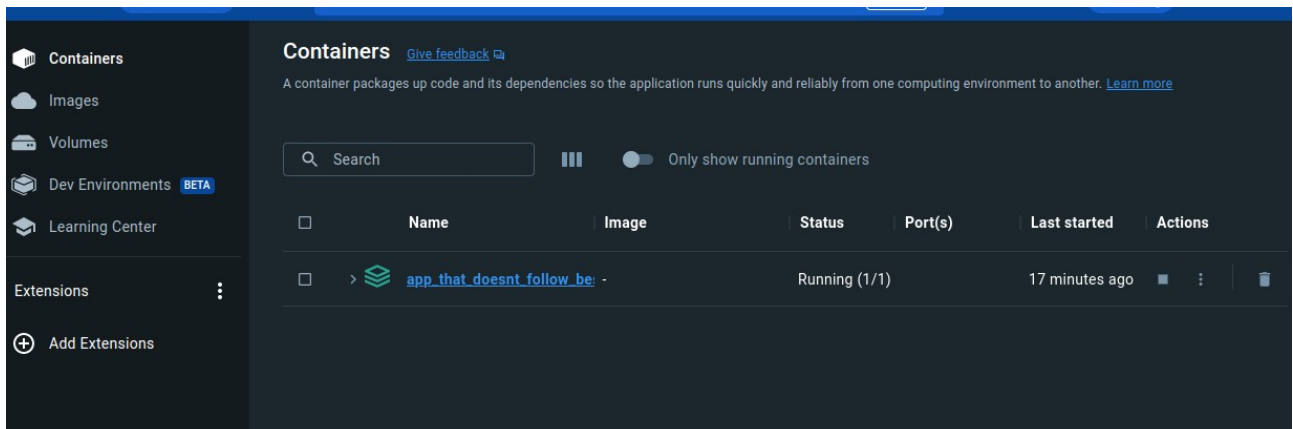 Containers
Images
Volumes
Dev Environments BETA
Learning Center
Extensions
Add Extensions
Containers Give feedback
A container packages up code and its dependencies so the application runs quickly and reliably from one computing environment to another. Learn more
Search
Only show running containers
Name Image Status Port(s) Last started Actions
app_that_doesnt_follow_be - Running (1/1) 17 minutes ago